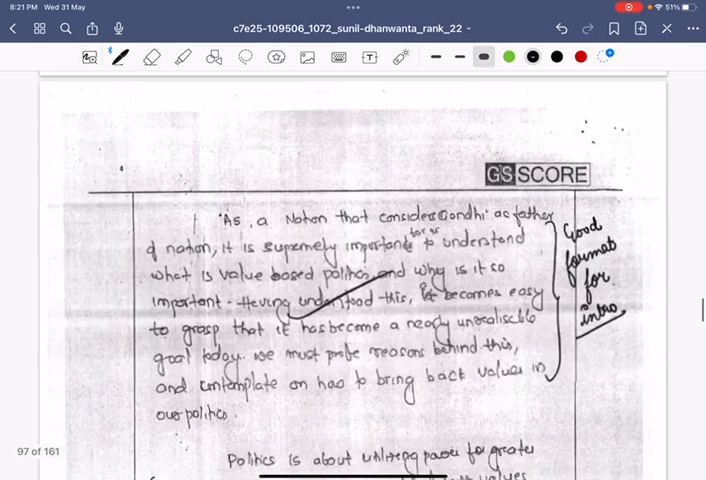 8:21 PM Wed 31 May
51%
c7e25-109506_1072_sunil-dhanwanta_rank_22
GS SCORE
As, a Nation that considers Gandhi as father
of nation, it is supremely important for us to understand
what is value based politics and why is it so
important. Having understood this, it becomes easy
to grasp that it has become a nearly unrealisable
goal today. we must probe reasons behind this,
and contemplate on how to bring back values in
our politics.
Good
format
for
intro
97 of 161
Politics is about utilising power for greater
values